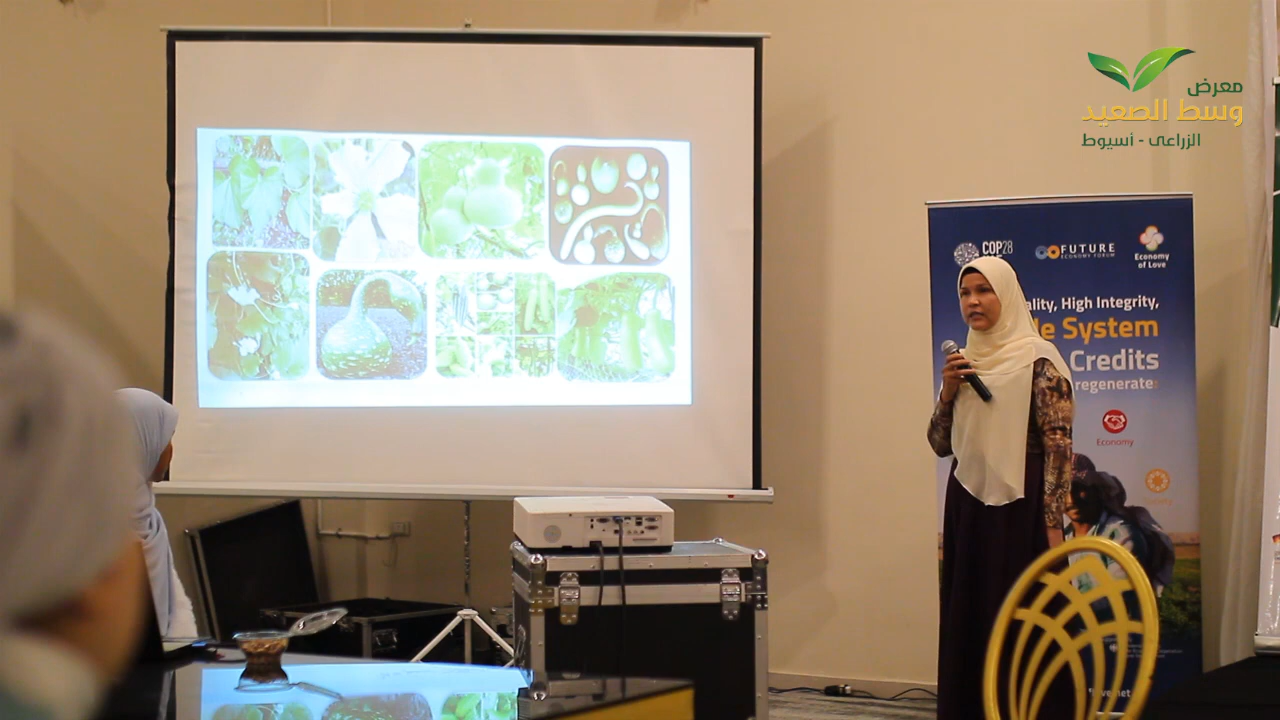 معرض
وسط الصعيد
الزراعى - أسيوط
COP28
FUTURE
ECONOMY FORUM
Economy
of Love
ality, High Integrity,
le System
Credits
regenerate
Economy